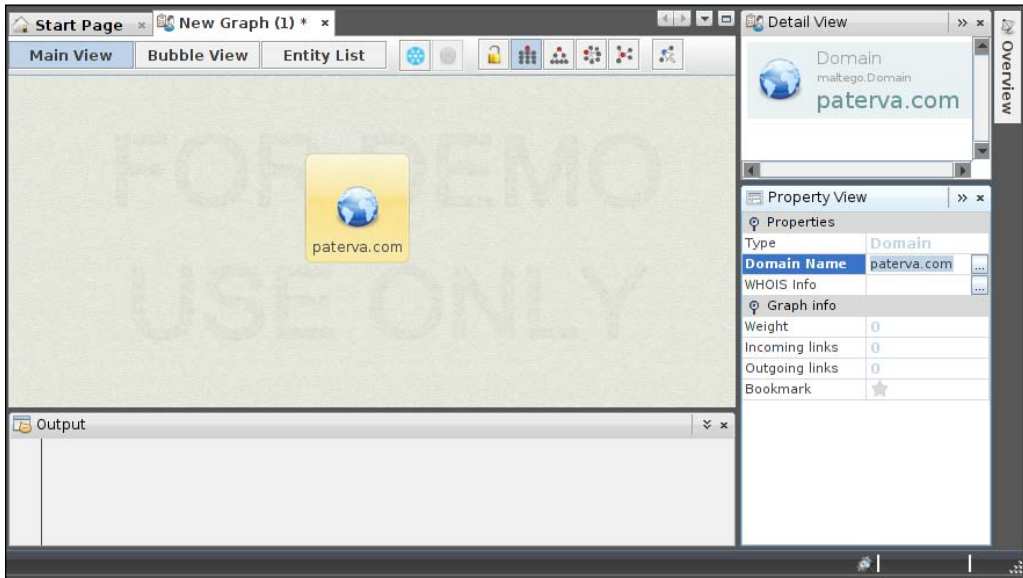 Start Page
New Graph (1) *
Main View
Bubble View
Entity List
FOR DEMO
USE ONLY
paterva.com
Output
Detail View
Domain
maltego.Domain
paterva.com
Property View
Properties
Type Domain
Domain Name paterva.com ...
WHOIS Info ...
Graph info
Weight 0
Incoming links 0
Outgoing links 0
Bookmark
Overview